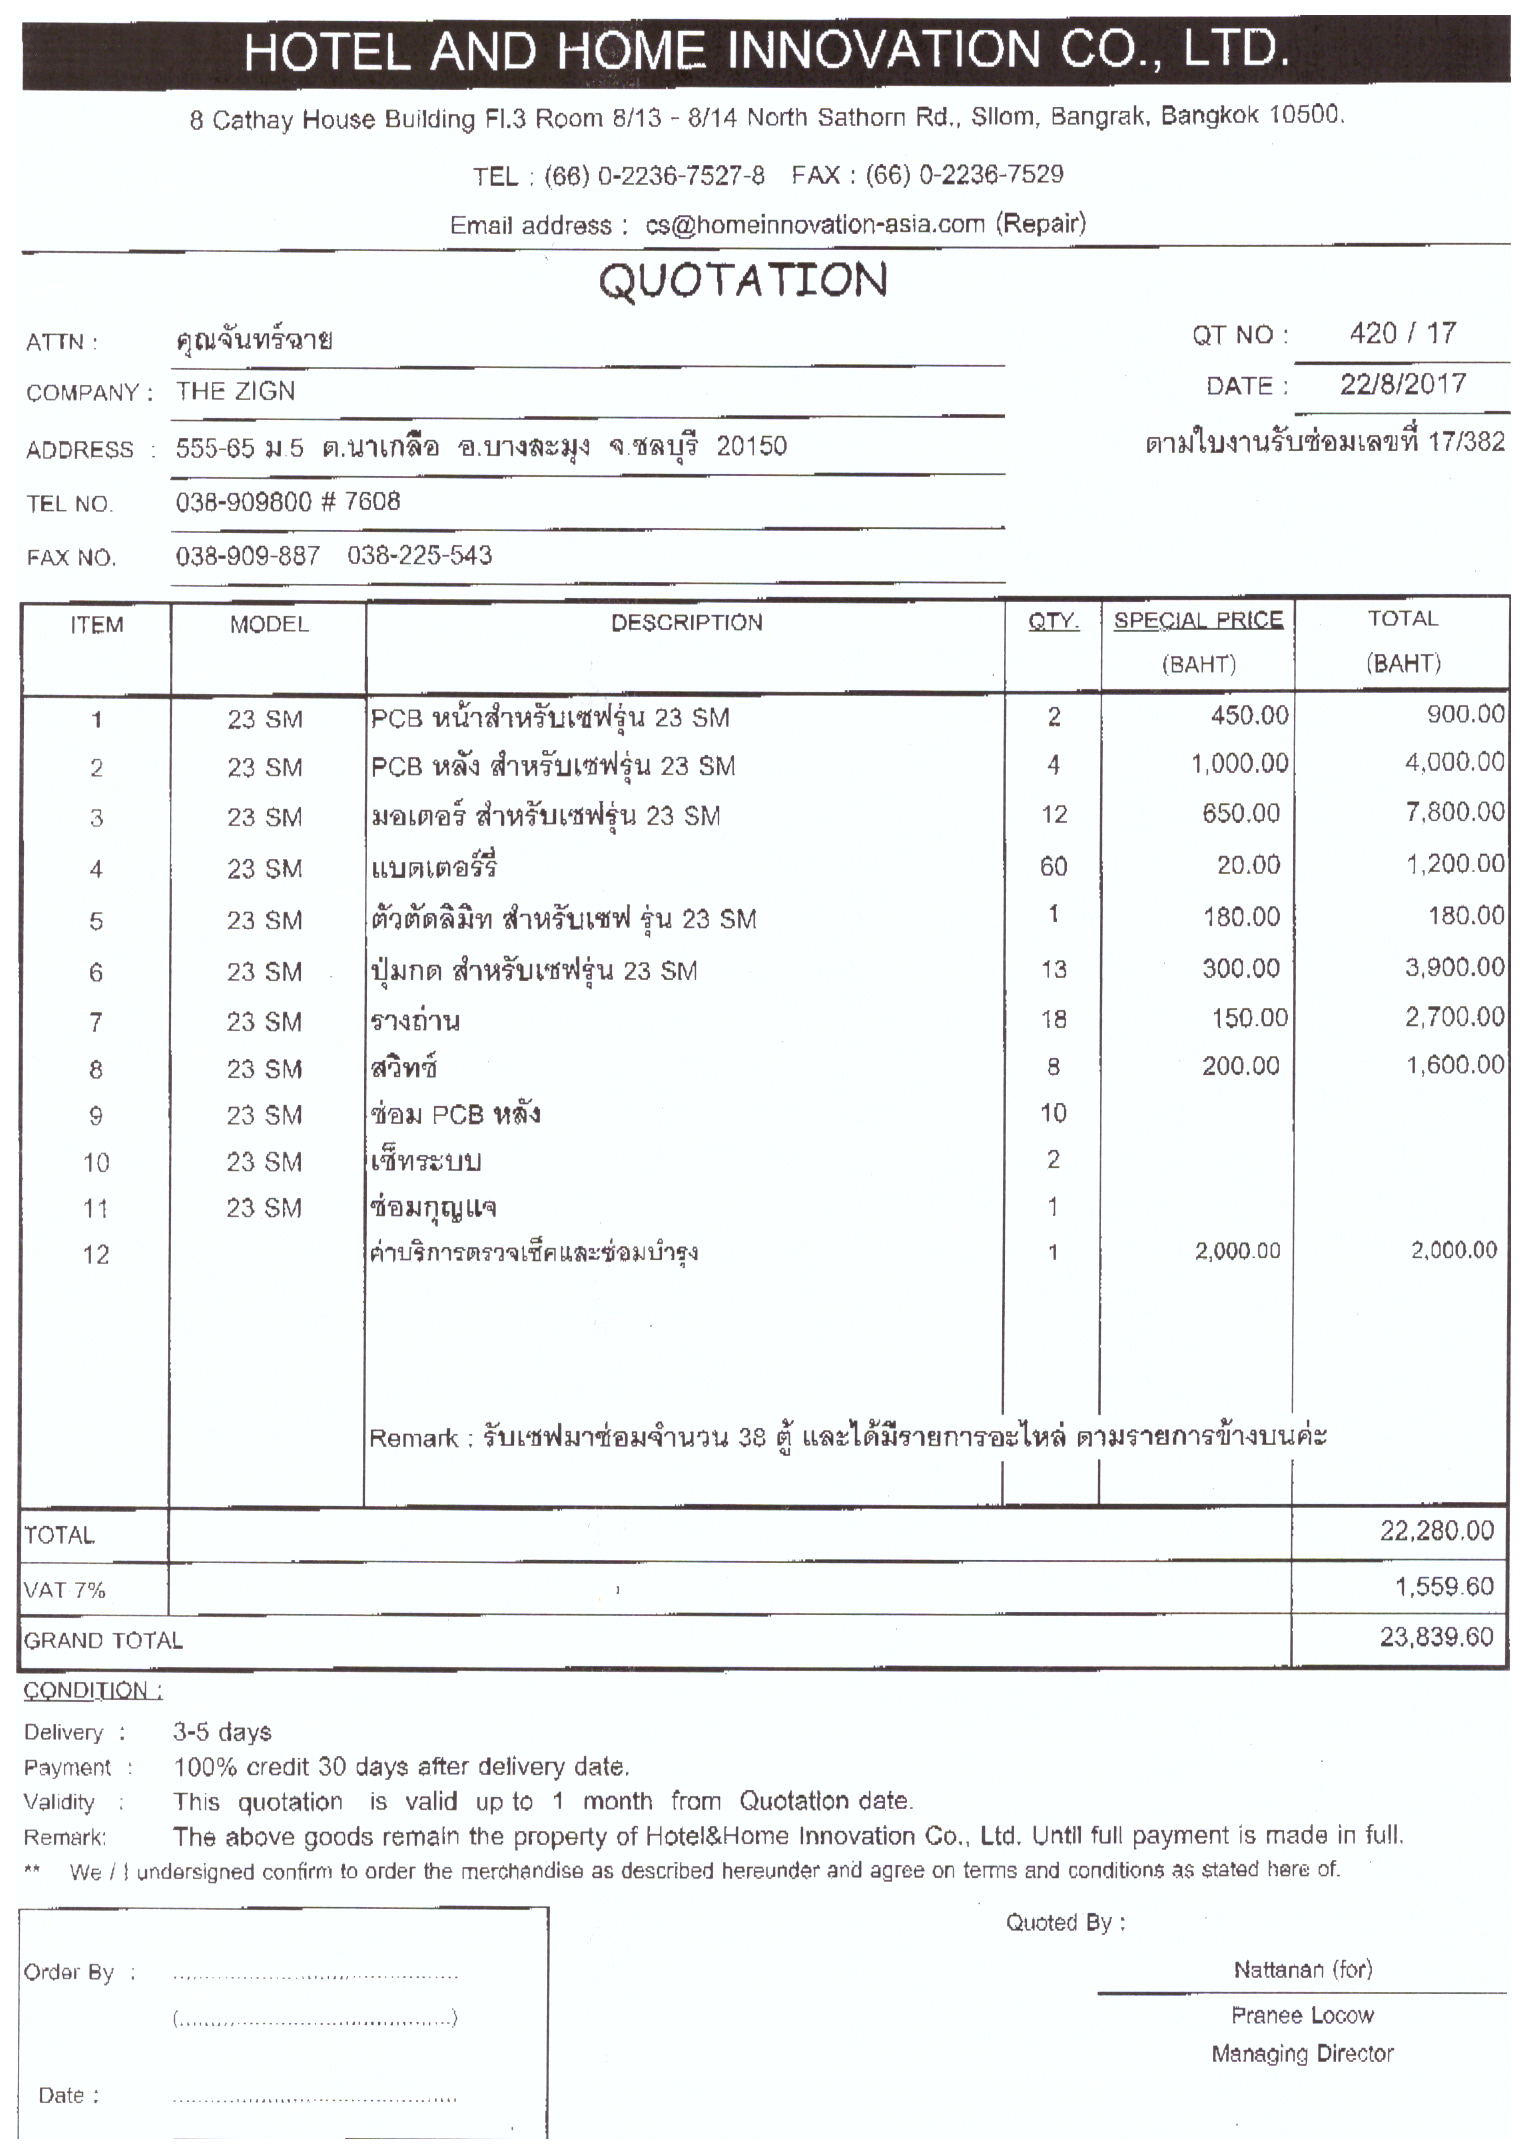 HOTEL AND HOME INNOVATION CO., LTD.
8 Cathay House Building Fl.3 Room 8/13 - 8/14 North Sathorn Rd., Silom, Bangrak, Bangkok 10500.
TEL : (66) 0-2236-7527-8 FAX : (66) 0-2236-7529
Email address : cs@homeinnovation-asia.com (Repair)
QUOTATION
ATTN : คุณจันทร์ฉาย QT NO : 420 / 17
COMPANY : THE ZIGN DATE : 22/8/2017
ADDRESS : 555-65 ม.5 ต.นาเกลือ อ.บางละมุง จ.ชลบุรี 20150 ตามใบงานรับซ่อมเลขที่ 17/382
TEL NO. 038-909800 # 7608
FAX NO. 038-909-887 038-225-543
ITEM MODEL DESCRIPTION QTY. SPECIAL PRICE TOTAL
(BAHT) (BAHT)
1 23 SM PCB หน้าสำหรับเซฟรุ่น 23 SM 2 450.00 900.00
2 23 SM PCB หลัง สำหรับเซฟรุ่น 23 SM 4 1,000.00 4,000.00
3 23 SM มอเตอร์ สำหรับเซฟรุ่น 23 SM 12 650.00 7,800.00
4 23 SM แบตเตอร์รี่ 60 20.00 1,200.00
5 23 SM ตัวตัดลิมิท สำหรับเซฟ รุ่น 23 SM 1 180.00 180.00
6 23 SM ปุ่มกด สำหรับเซฟรุ่น 23 SM 13 300.00 3,900.00
7 23 SM รางถ่าน 18 150.00 2,700.00
8 23 SM สวิทซ์ 8 200.00 1,600.00
9 23 SM ซ่อม PCB หลัง 10
10 23 SM เซ็ทระบบ 2
11 23 SM ซ่อมกุญแจ 1
12 ค่าบริการตรวจเช็คและซ่อมบำรุง 1 2,000.00 2,000.00
Remark : รับเซฟมาซ่อมจำนวน 38 ตู้ และได้มีรายการอะไหล่ ตามรายการข้างบนค่ะ
TOTAL 22,280.00
VAT 7% 1,559.60
GRAND TOTAL 23,839.60
CONDITION :
Delivery : 3-5 days
Payment : 100% credit 30 days after delivery date.
Validity : This quotation is valid up to 1 month from Quotation date.
Remark: The above goods remain the property of Hotel&Home Innovation Co., Ltd. Until full payment is made in full.
** We / I undersigned confirm to order the merchandise as described hereunder and agree on terms and conditions as stated here of.
Quoted By :
Order By : ........................................
Nattanan (for)
(........................................)
Pranee Locow
Managing Director
Date : ........................................